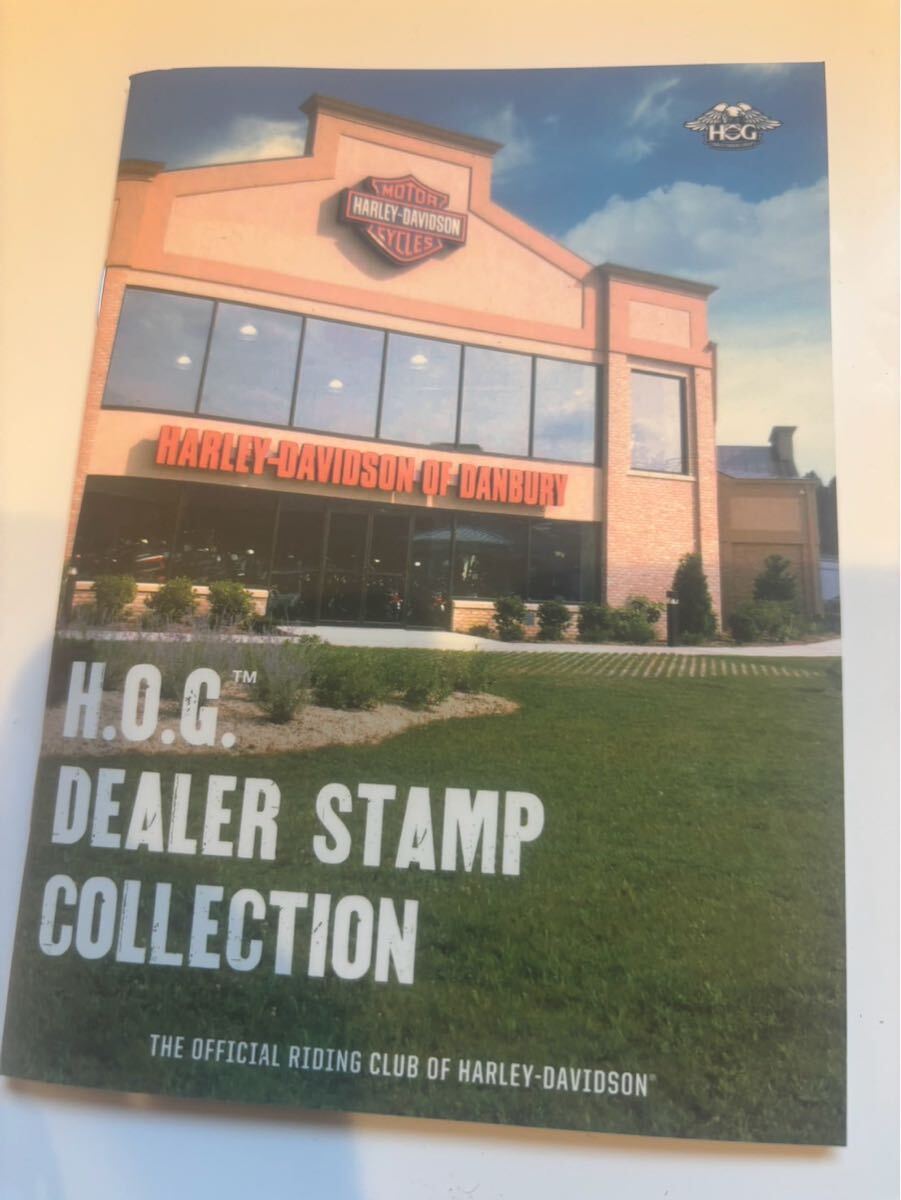 HOG
MOTOR
HARLEY-DAVIDSON
CYCLES
HARLEY-DAVIDSON OF DANBURY
H.O.G.™
DEALER STAMP
COLLECTION
THE OFFICIAL RIDING CLUB OF HARLEY-DAVIDSON®